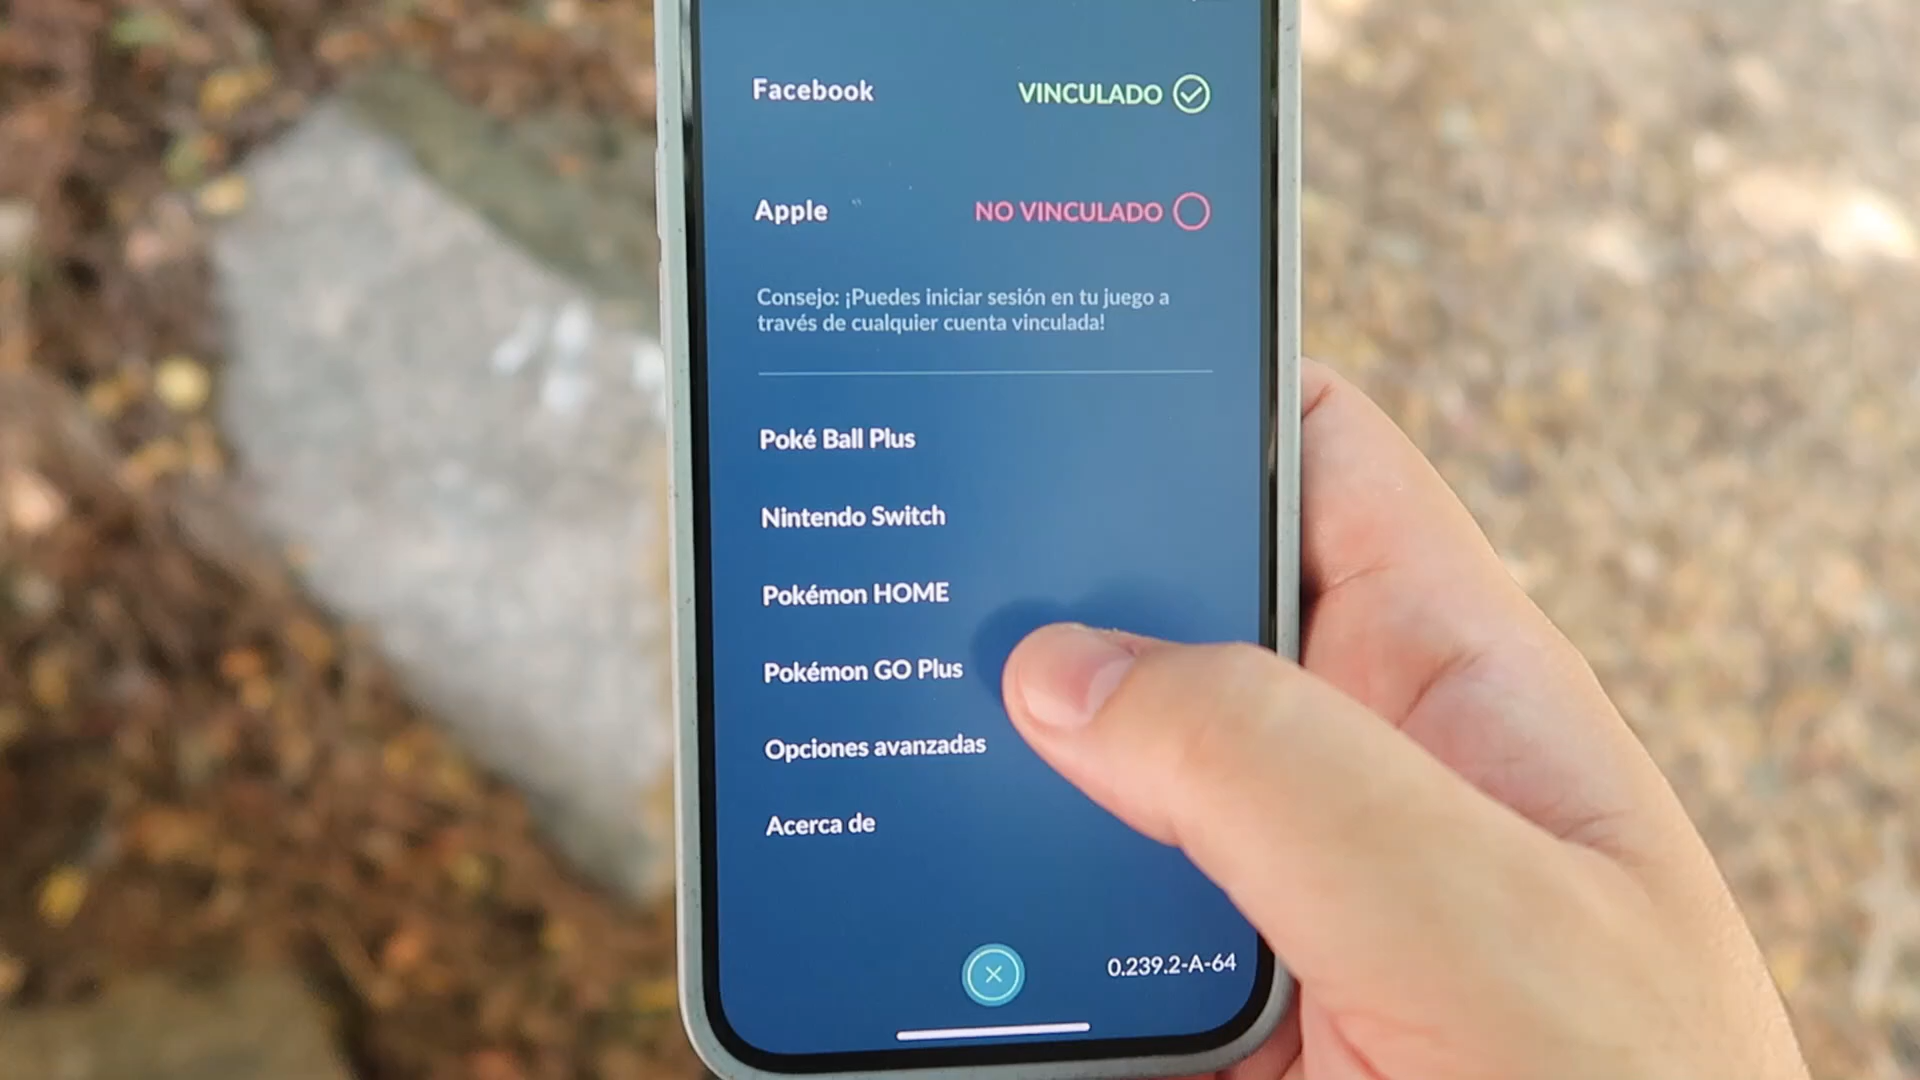 Facebook VINCULADO
Apple NO VINCULADO
Consejo: ¡Puedes iniciar sesión en tu juego a
través de cualquier cuenta vinculada!
Poké Ball Plus
Nintendo Switch
Pokémon HOME
Pokémon GO Plus
Opciones avanzadas
Acerca de
0.239.2-A-64